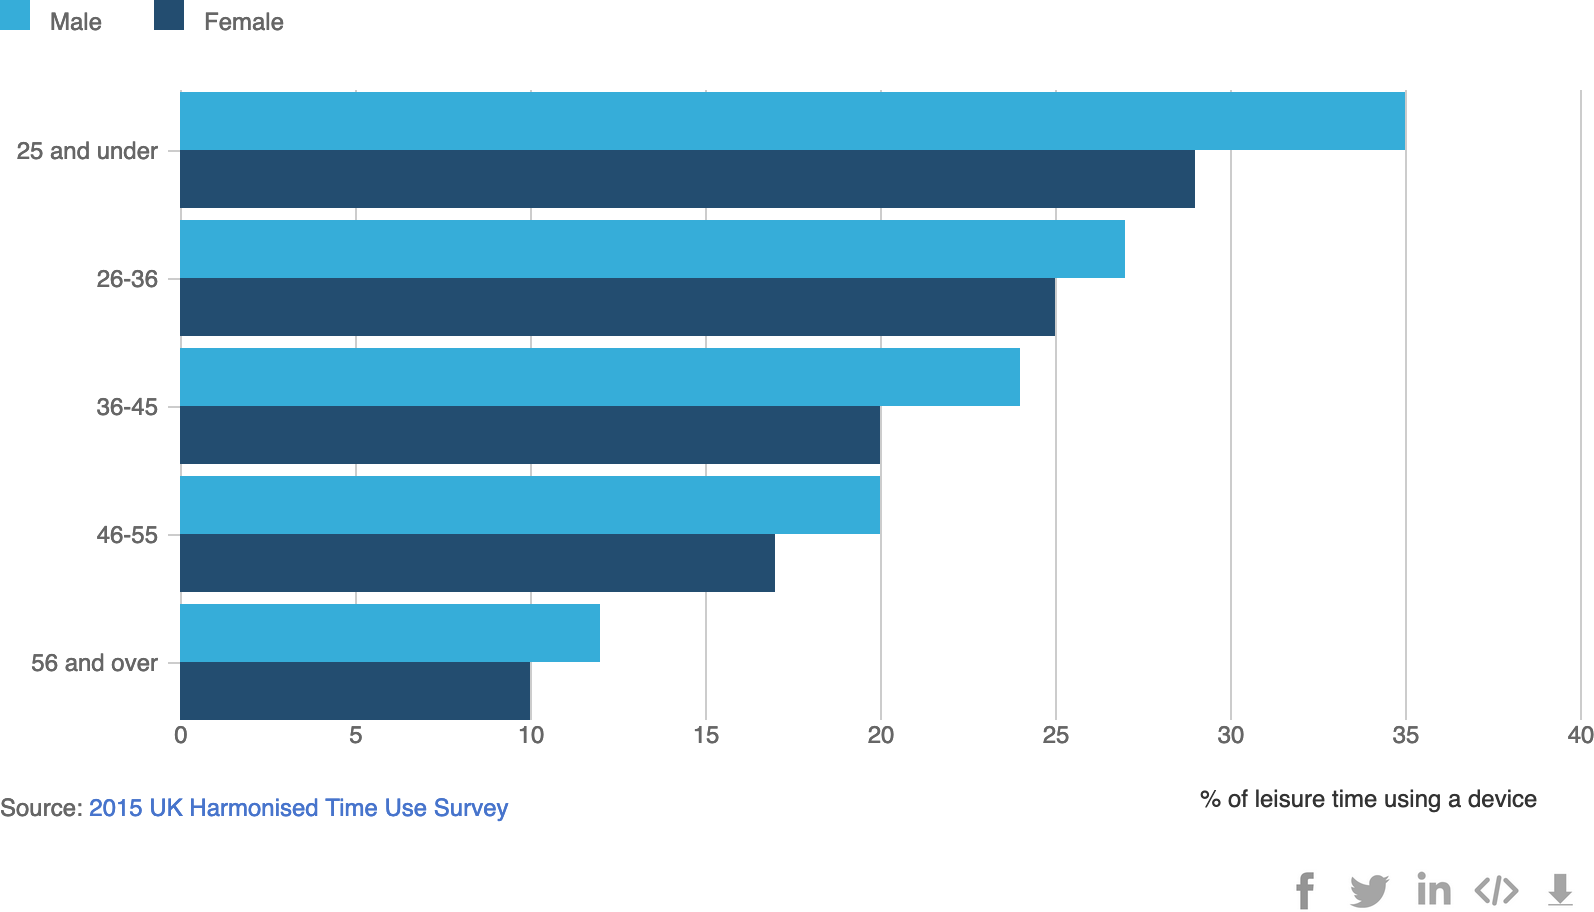 Male Female
25 and under
26-36
36-45
46-55
56 and over
0 5 10 15 20 25 30 35 40
% of leisure time using a device
Source: 2015 UK Harmonised Time Use Survey
f in </>